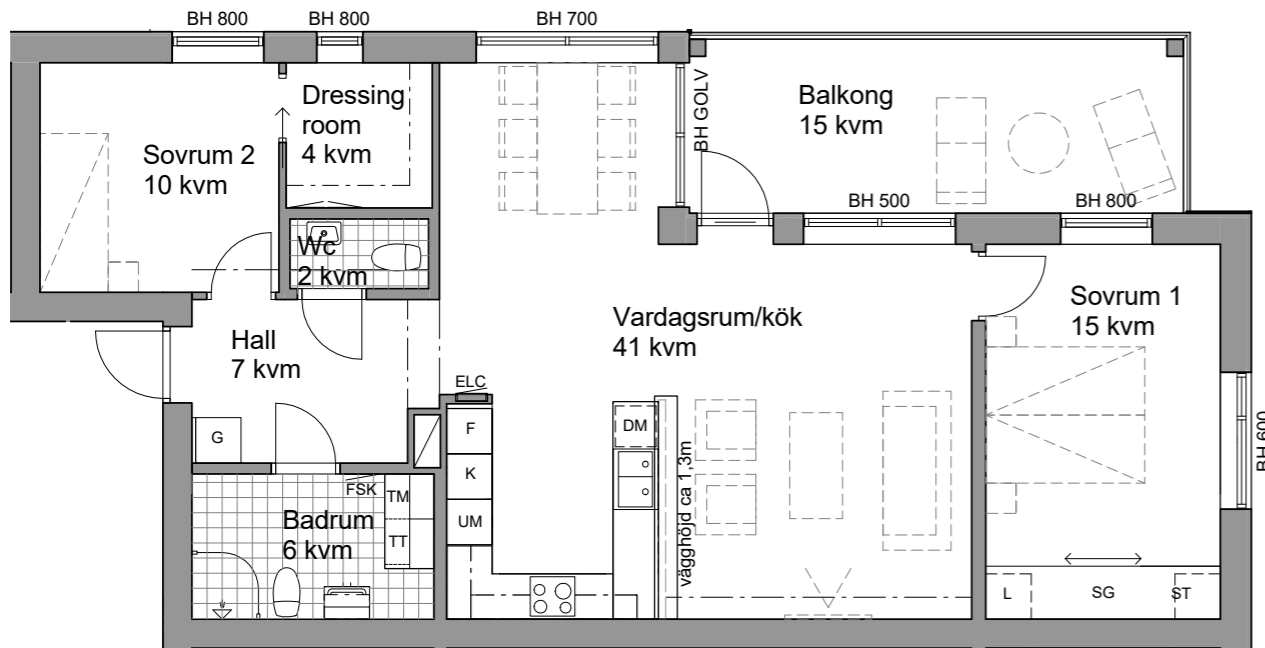 BH 800
BH 800
BH 700
Dressing
room
4 kvm
Sovrum 2
10 kvm
BH GOLV
Balkong
15 kvm
BH 500
BH 800
Wc
2 kvm
Hall
7 kvm
Vardagsrum/kök
41 kvm
Sovrum 1
15 kvm
ELC
G
F
DM
K
BH 600
vägghöjd ca 1,3m
FSK
TM
Badrum
6 kvm
UM
TT
L
SG
ST